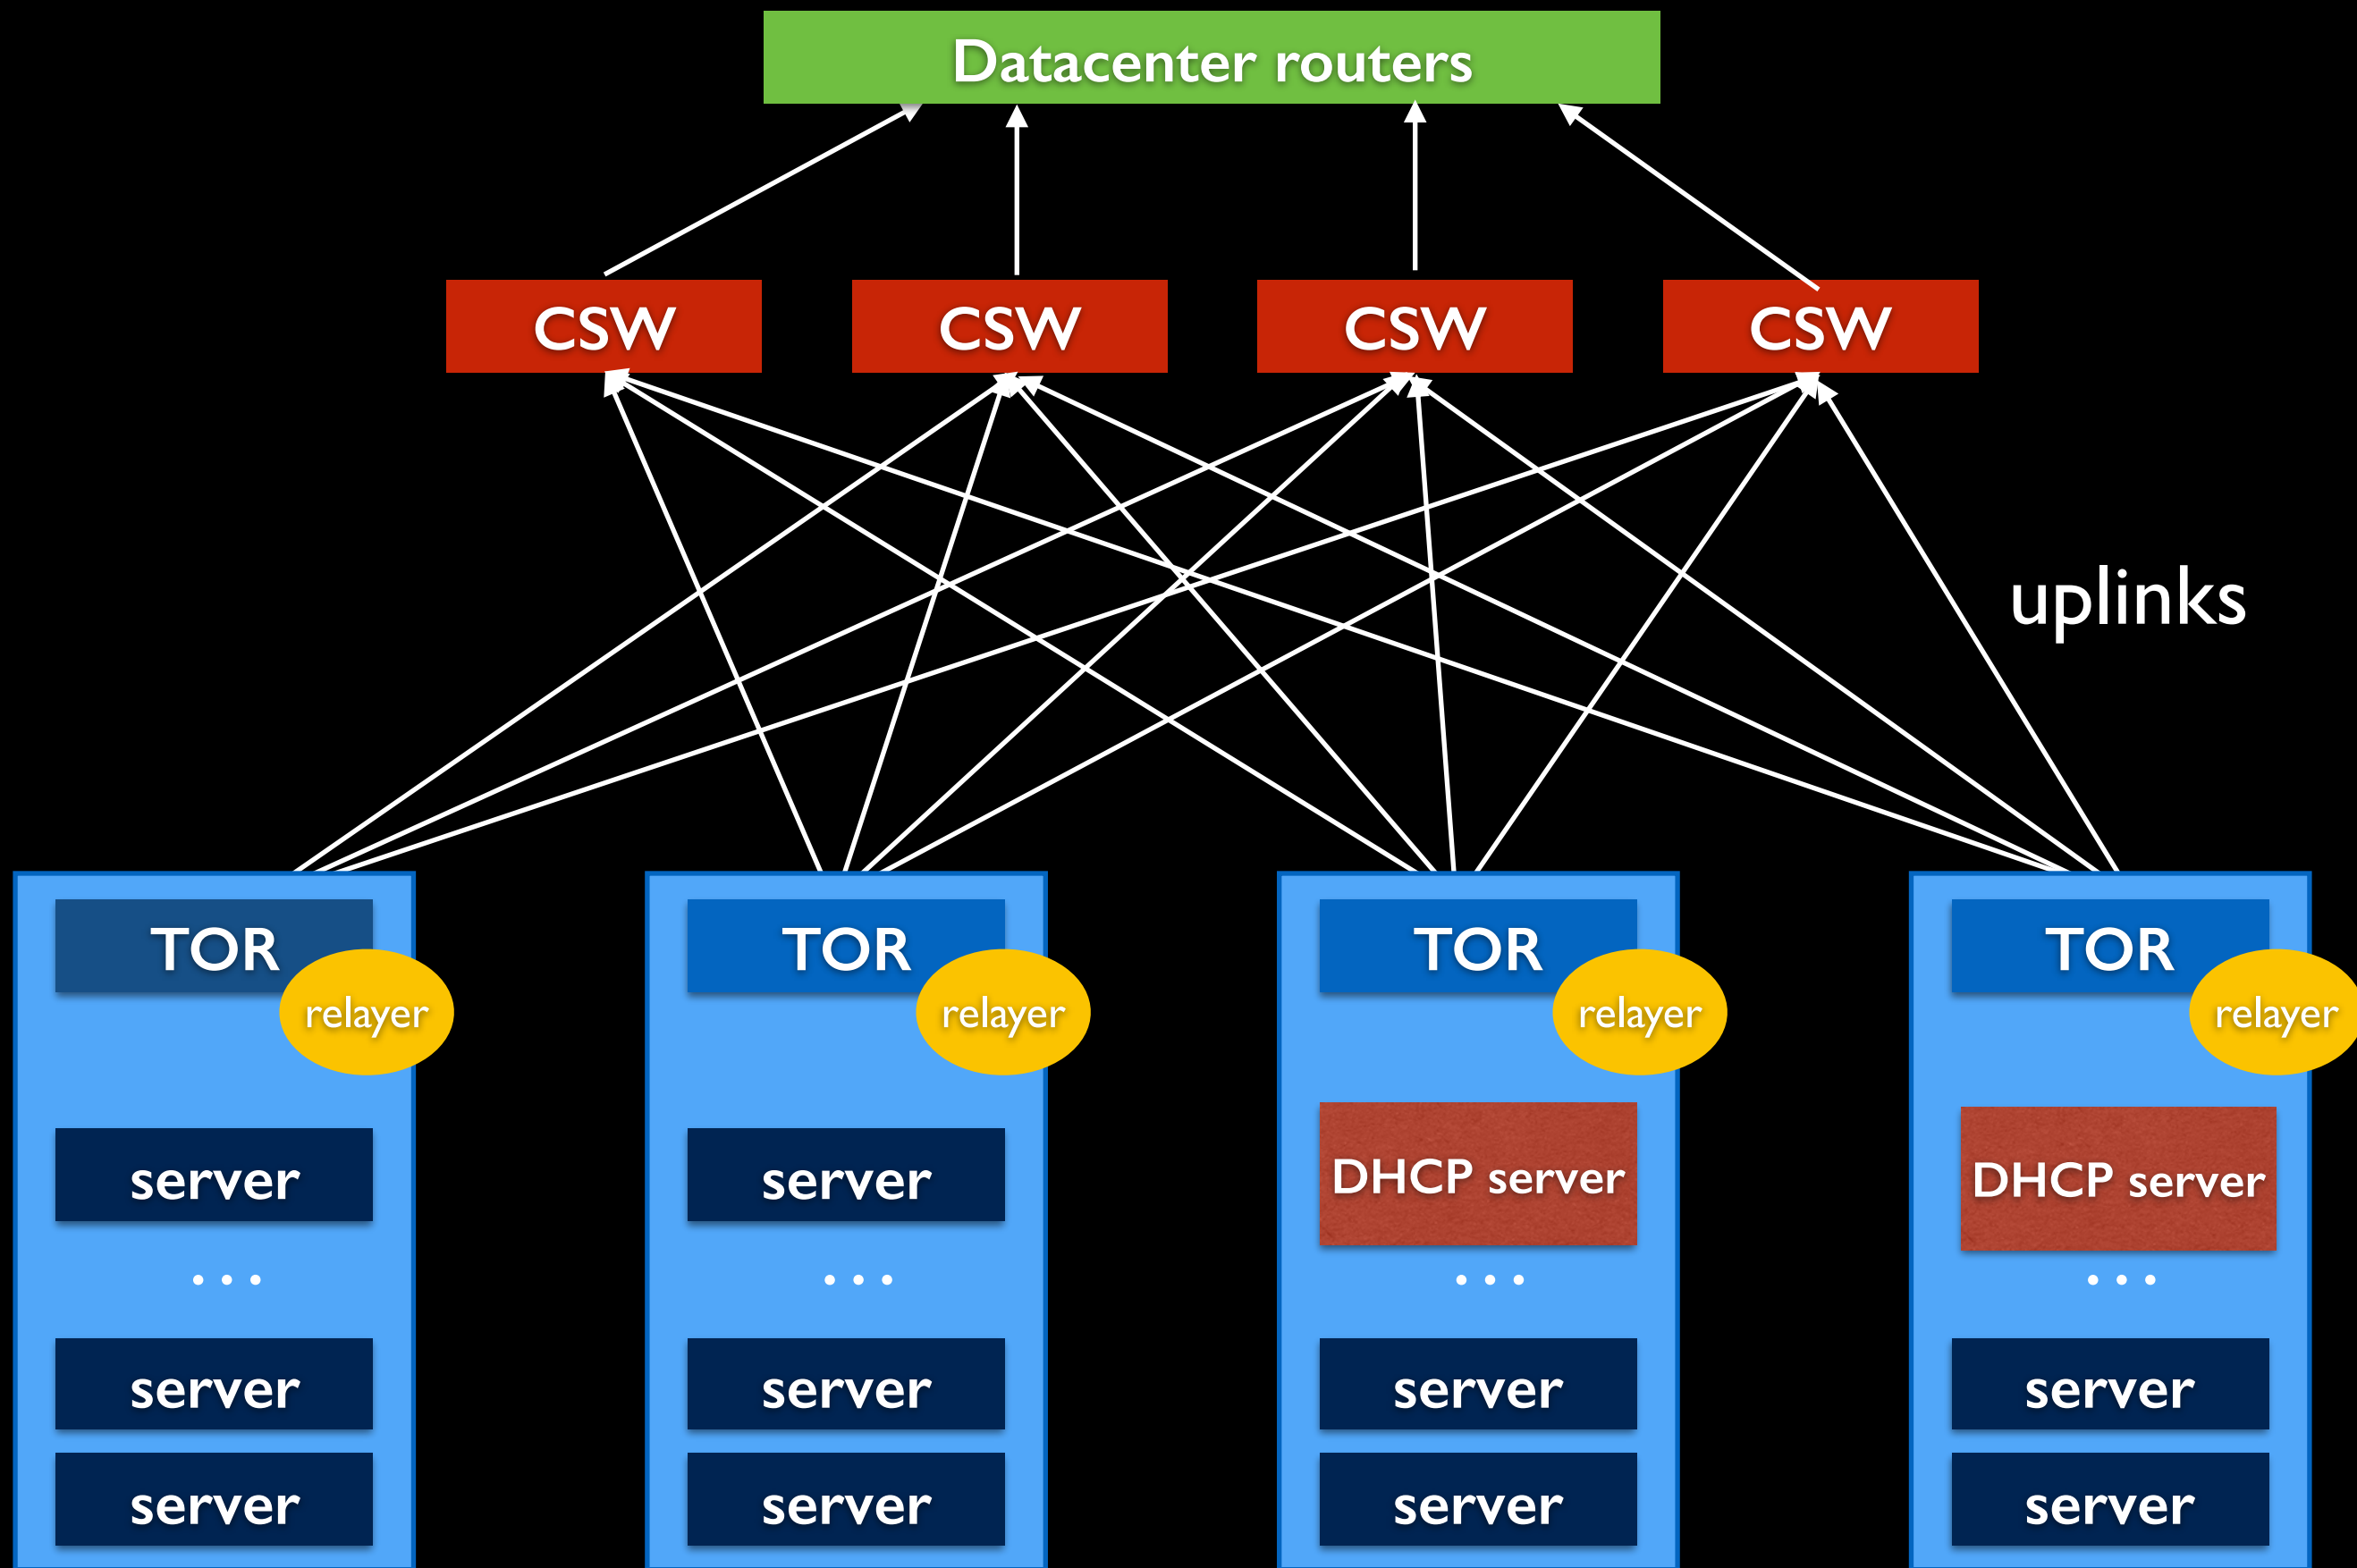 Datacenter routers
CSW
CSW
CSW
CSW
uplinks
TOR
relayer
server
...
server
server
TOR
relayer
server
...
server
server
TOR
relayer
DHCP server
...
server
server
TOR
relayer
DHCP server
...
server
server